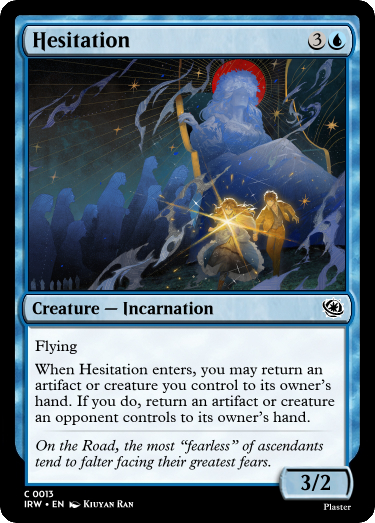 Hesitation 3
Creature — Incarnation
Flying
When Hesitation enters, you may return an
artifact or creature you control to its owner's
hand. If you do, return an artifact or creature
an opponent controls to its owner's hand.
On the Road, the most “fearless” of ascendants
tend to falter facing their greatest fears.
3/2
C 0013
IRW • EN Kiuyan Ran
Plaster